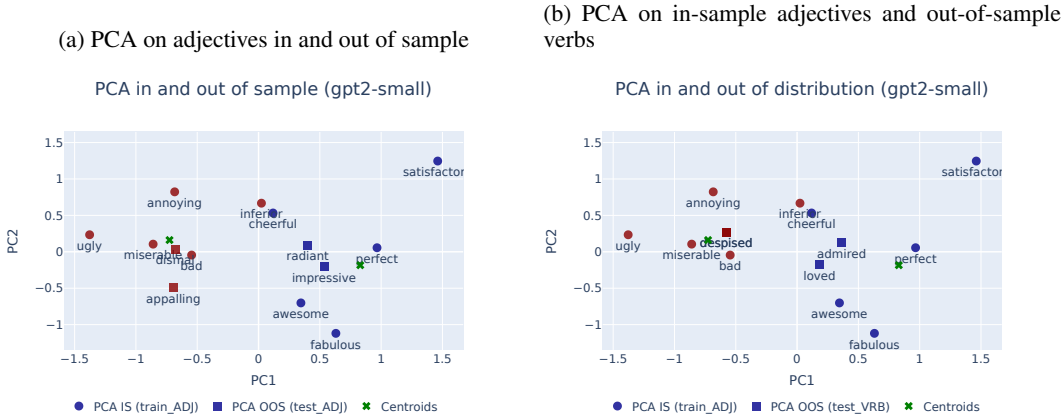 (a) PCA on adjectives in and out of sample
(b) PCA on in-sample adjectives and out-of-sample
verbs
PCA in and out of sample (gpt2-small)
1.5
1
0.5
0
−0.5
−1
PC2
satisfactor
annoying
inferior
cheerful
ugly
miserable
dismal
bad
radiant
perfect
impressive
appalling
awesome
fabulous
−1.5
−1
−0.5
0
0.5
1
1.5
PC1
PCA IS (train_ADJ)
PCA OOS (test_ADJ)
Centroids
PCA in and out of distribution (gpt2-small)
1.5
1
0.5
0
−0.5
−1
PC2
satisfactor
annoying
inferior
cheerful
ugly
despised
miserable
admired
perfect
bad
loved
awesome
fabulous
−1.5
−1
−0.5
0
0.5
1
1.5
PC1
PCA IS (train_ADJ)
PCA OOS (test_VRB)
Centroids